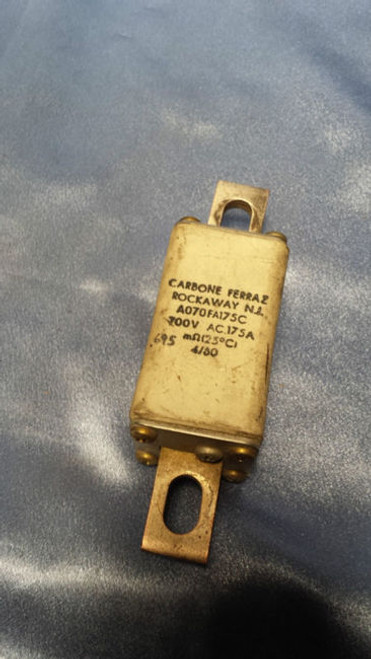 CARBONE FERRAZ
ROCKAWAY N.J.
A070FA175C
700V AC.175A
.695 mΩ(25°C)
4/80